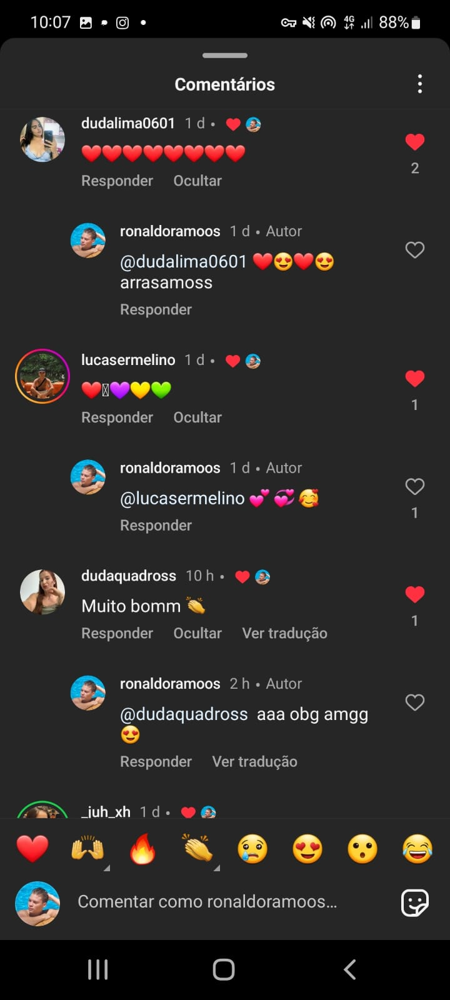 10:07 4G 88%
Comentários
dudalima0601 1 d •
❤️❤️❤️❤️❤️❤️❤️❤️
2
Responder Ocultar
ronaldoramoos 1 d • Autor
@dudalima0601 ❤️😍❤️😍
arrasamoss
Responder
lucasermelino 1 d •
❤️💜💛💚
1
Responder Ocultar
ronaldoramoos 1 d • Autor
@lucasermelino 💕💞🥰
1
Responder
dudaquadross 10 h •
Muito bomm 👏
1
Responder Ocultar Ver tradução
ronaldoramoos 2 h • Autor
@dudaquadross aaa obg amgg
😍
Responder Ver tradução
_juh_xh 1 d •
❤️🙌🔥👏😢😍😮😂
Comentar como ronaldoramoos...